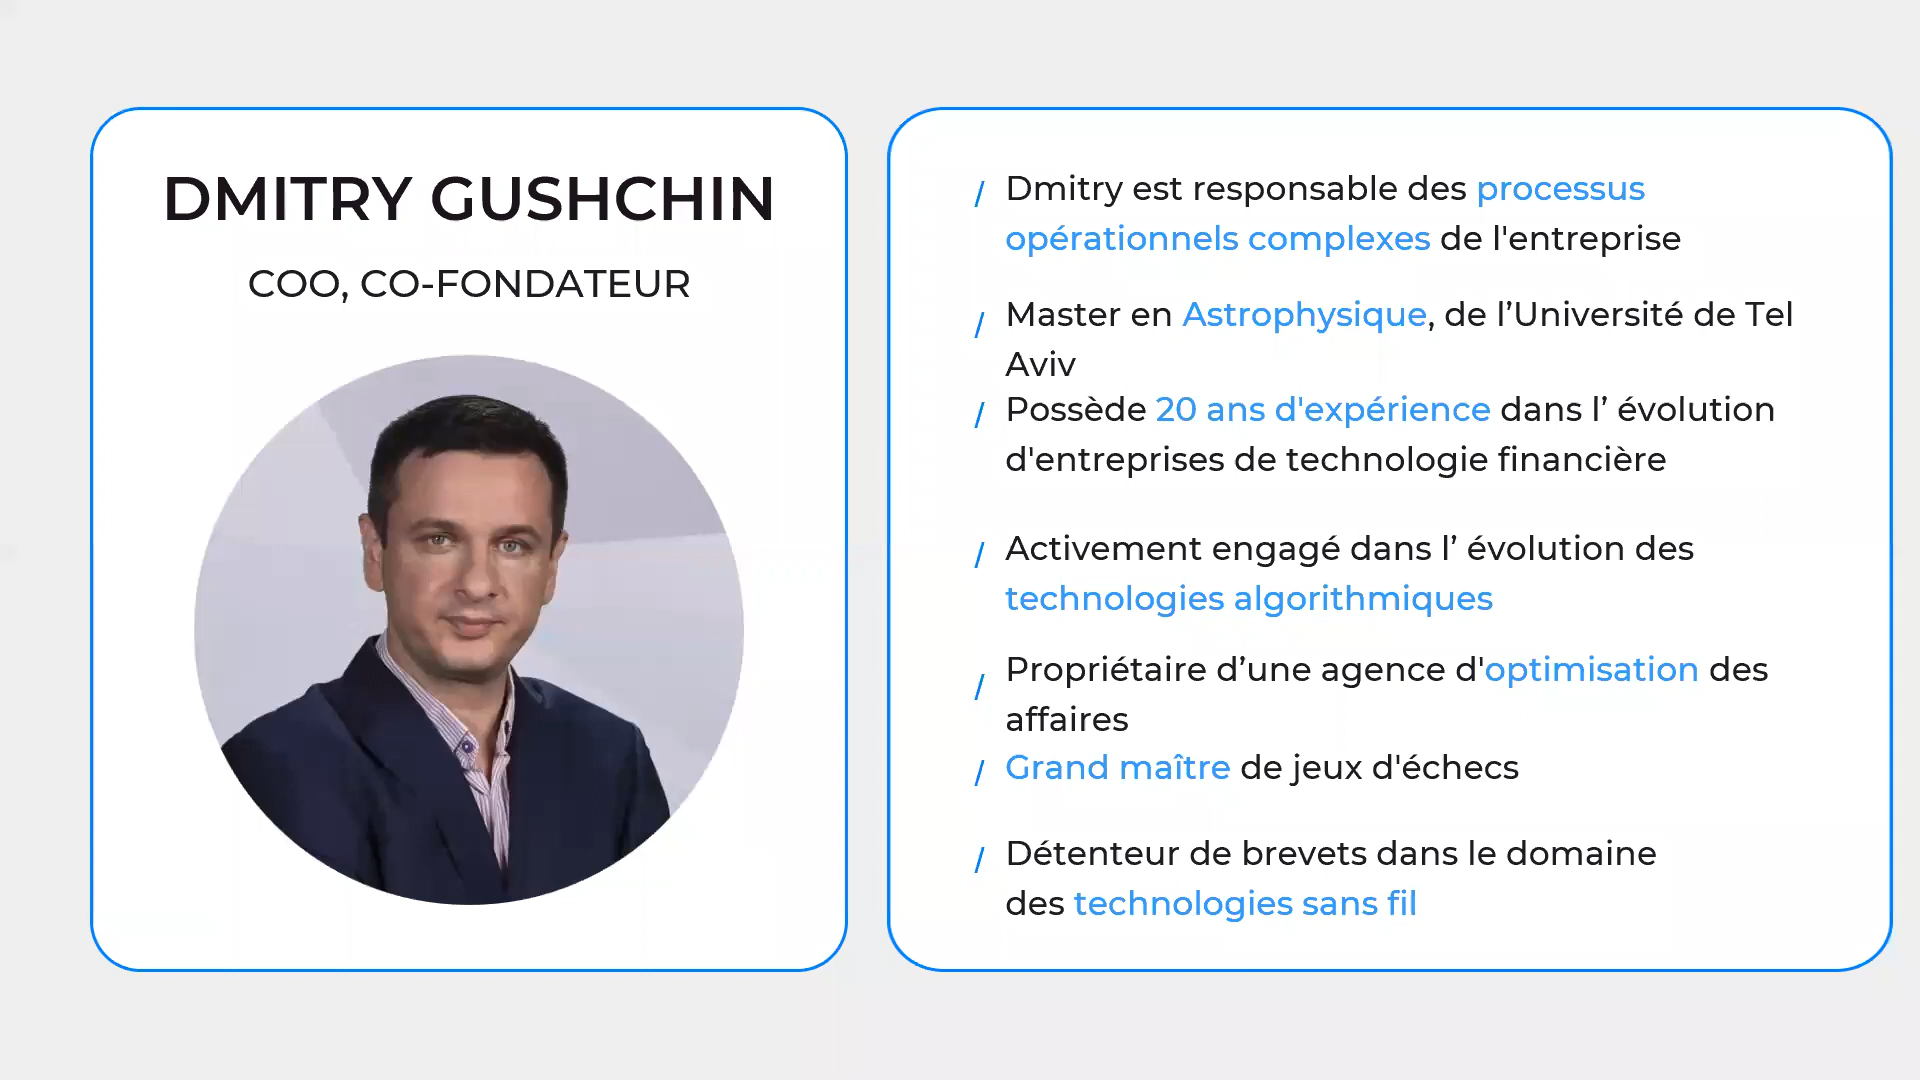 DMITRY GUSHCHIN
COO, CO-FONDATEUR
/ Dmitry est responsable des processus
opérationnels complexes de l'entreprise
/ Master en Astrophysique, de l’Université de Tel
Aviv
/ Possède 20 ans d'expérience dans l’ évolution
d'entreprises de technologie financière
/ Activement engagé dans l’ évolution des
technologies algorithmiques
/ Propriétaire d’une agence d'optimisation des
affaires
/ Grand maître de jeux d'échecs
/ Détenteur de brevets dans le domaine
des technologies sans fil